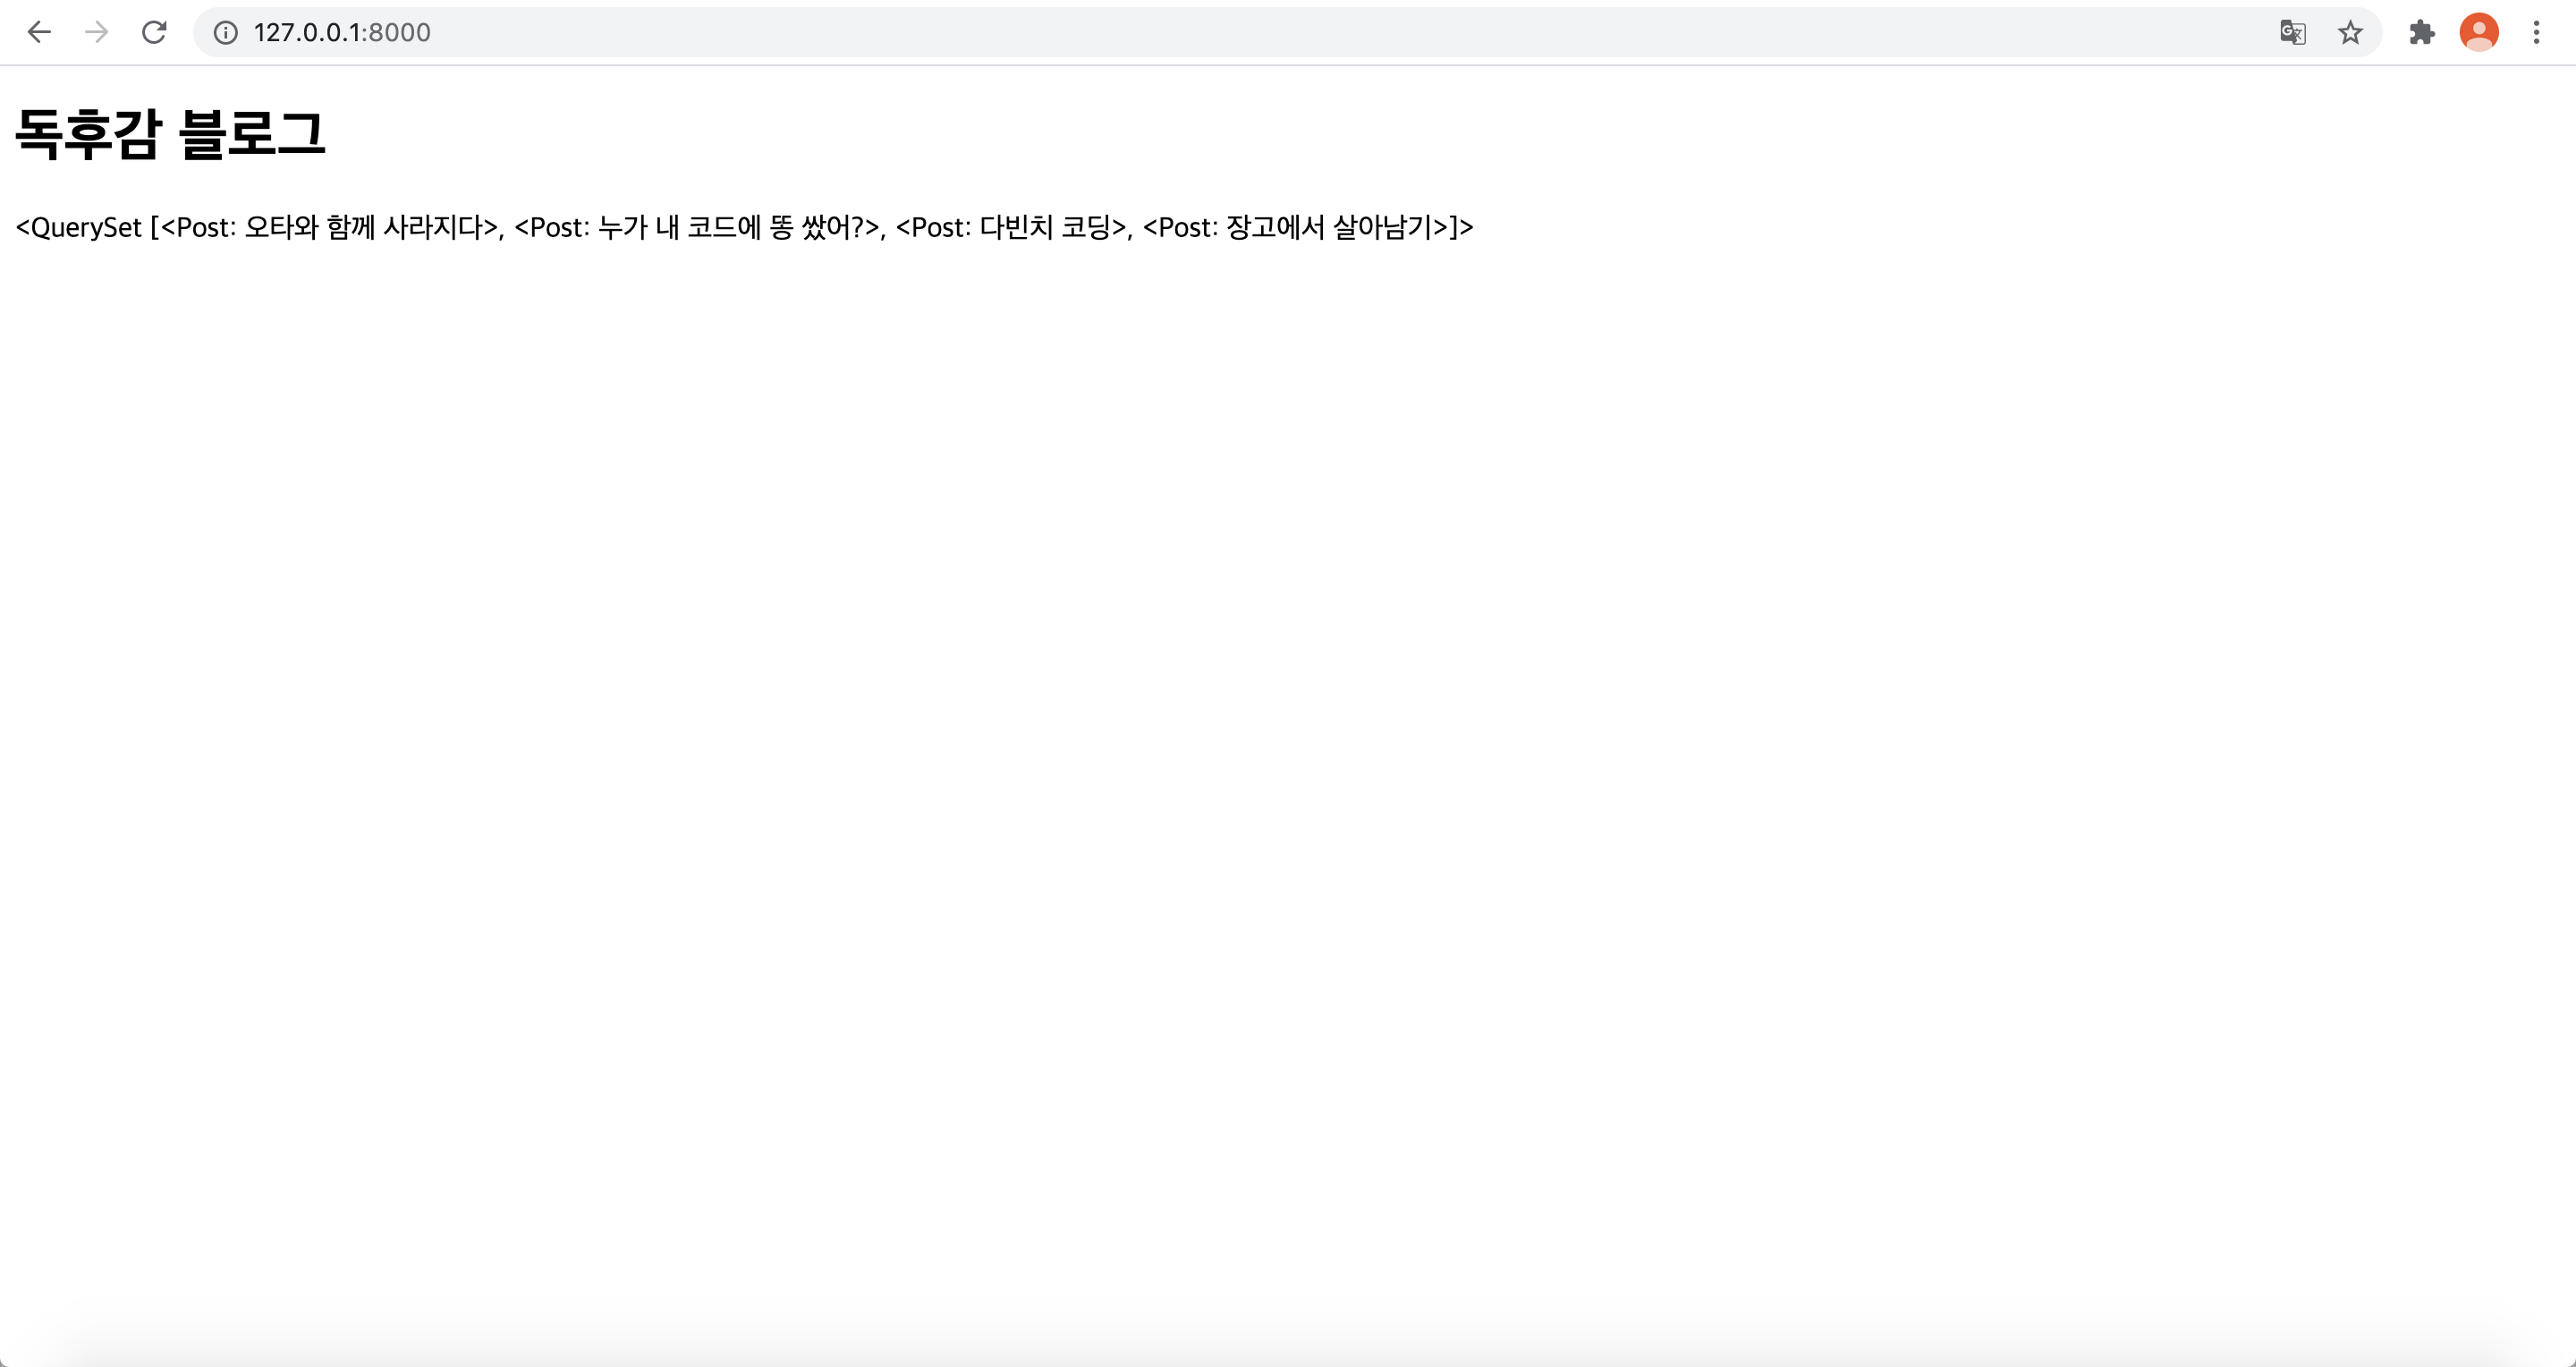 127.0.0.1:8000
독후감 블로그
<QuerySet [<Post: 오타와 함께 사라지다>, <Post: 누가 내 코드에 똥 쌌어?>, <Post: 다빈치 코딩>, <Post: 장고에서 살아남기>]>